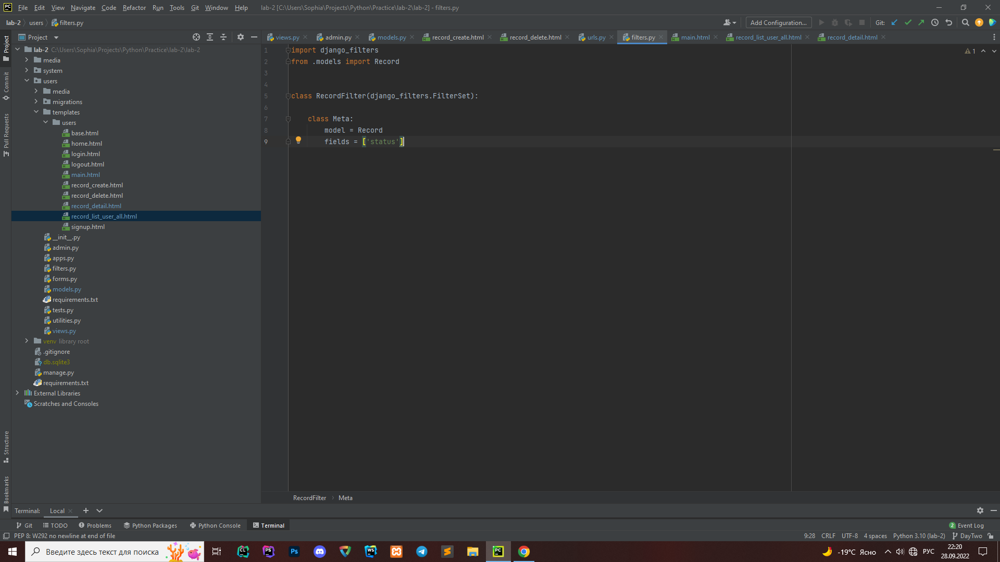 File Edit View Navigate Code Refactor Run Tools Git Window Help lab-2 [C:\Users\Sophia\Projects\Python\Practice\lab-2\lab-2] - filters.py
lab-2 users filters.py Add Configuration... Git:
Project
views.py admin.py models.py record_create.html record_delete.html urls.py filters.py main.html record_list_user_all.html record_detail.html
Project
Commit
Pull Requests
Structure
Bookmarks
lab-2 C:\Users\Sophia\Projects\Python\Practice\lab-2\lab-2
media
system
users
media
migrations
templates
users
base.html
home.html
login.html
logout.html
main.html
record_create.html
record_delete.html
record_detail.html
record_list_user_all.html
signup.html
__init__.py
admin.py
apps.py
filters.py
forms.py
models.py
requirements.txt
tests.py
utilities.py
views.py
venv library root
.gitignore
db.sqlite3
manage.py
requirements.txt
External Libraries
Scratches and Consoles
1 import django_filters
2 from .models import Record
3
4
5 class RecordFilter(django_filters.FilterSet):
6
7 class Meta:
8 model = Record
9 fields = ['status']
1
RecordFilter Meta
Terminal: Local
Git TODO Problems Python Packages Python Console Terminal 2 Event Log
PEP 8: W292 no newline at end of file 9:28 CRLF UTF-8 4 spaces Python 3.10 (lab-2) DayTwo
Введите здесь текст для поиска
-19°C Ясно РУС
22:20
28.09.2022